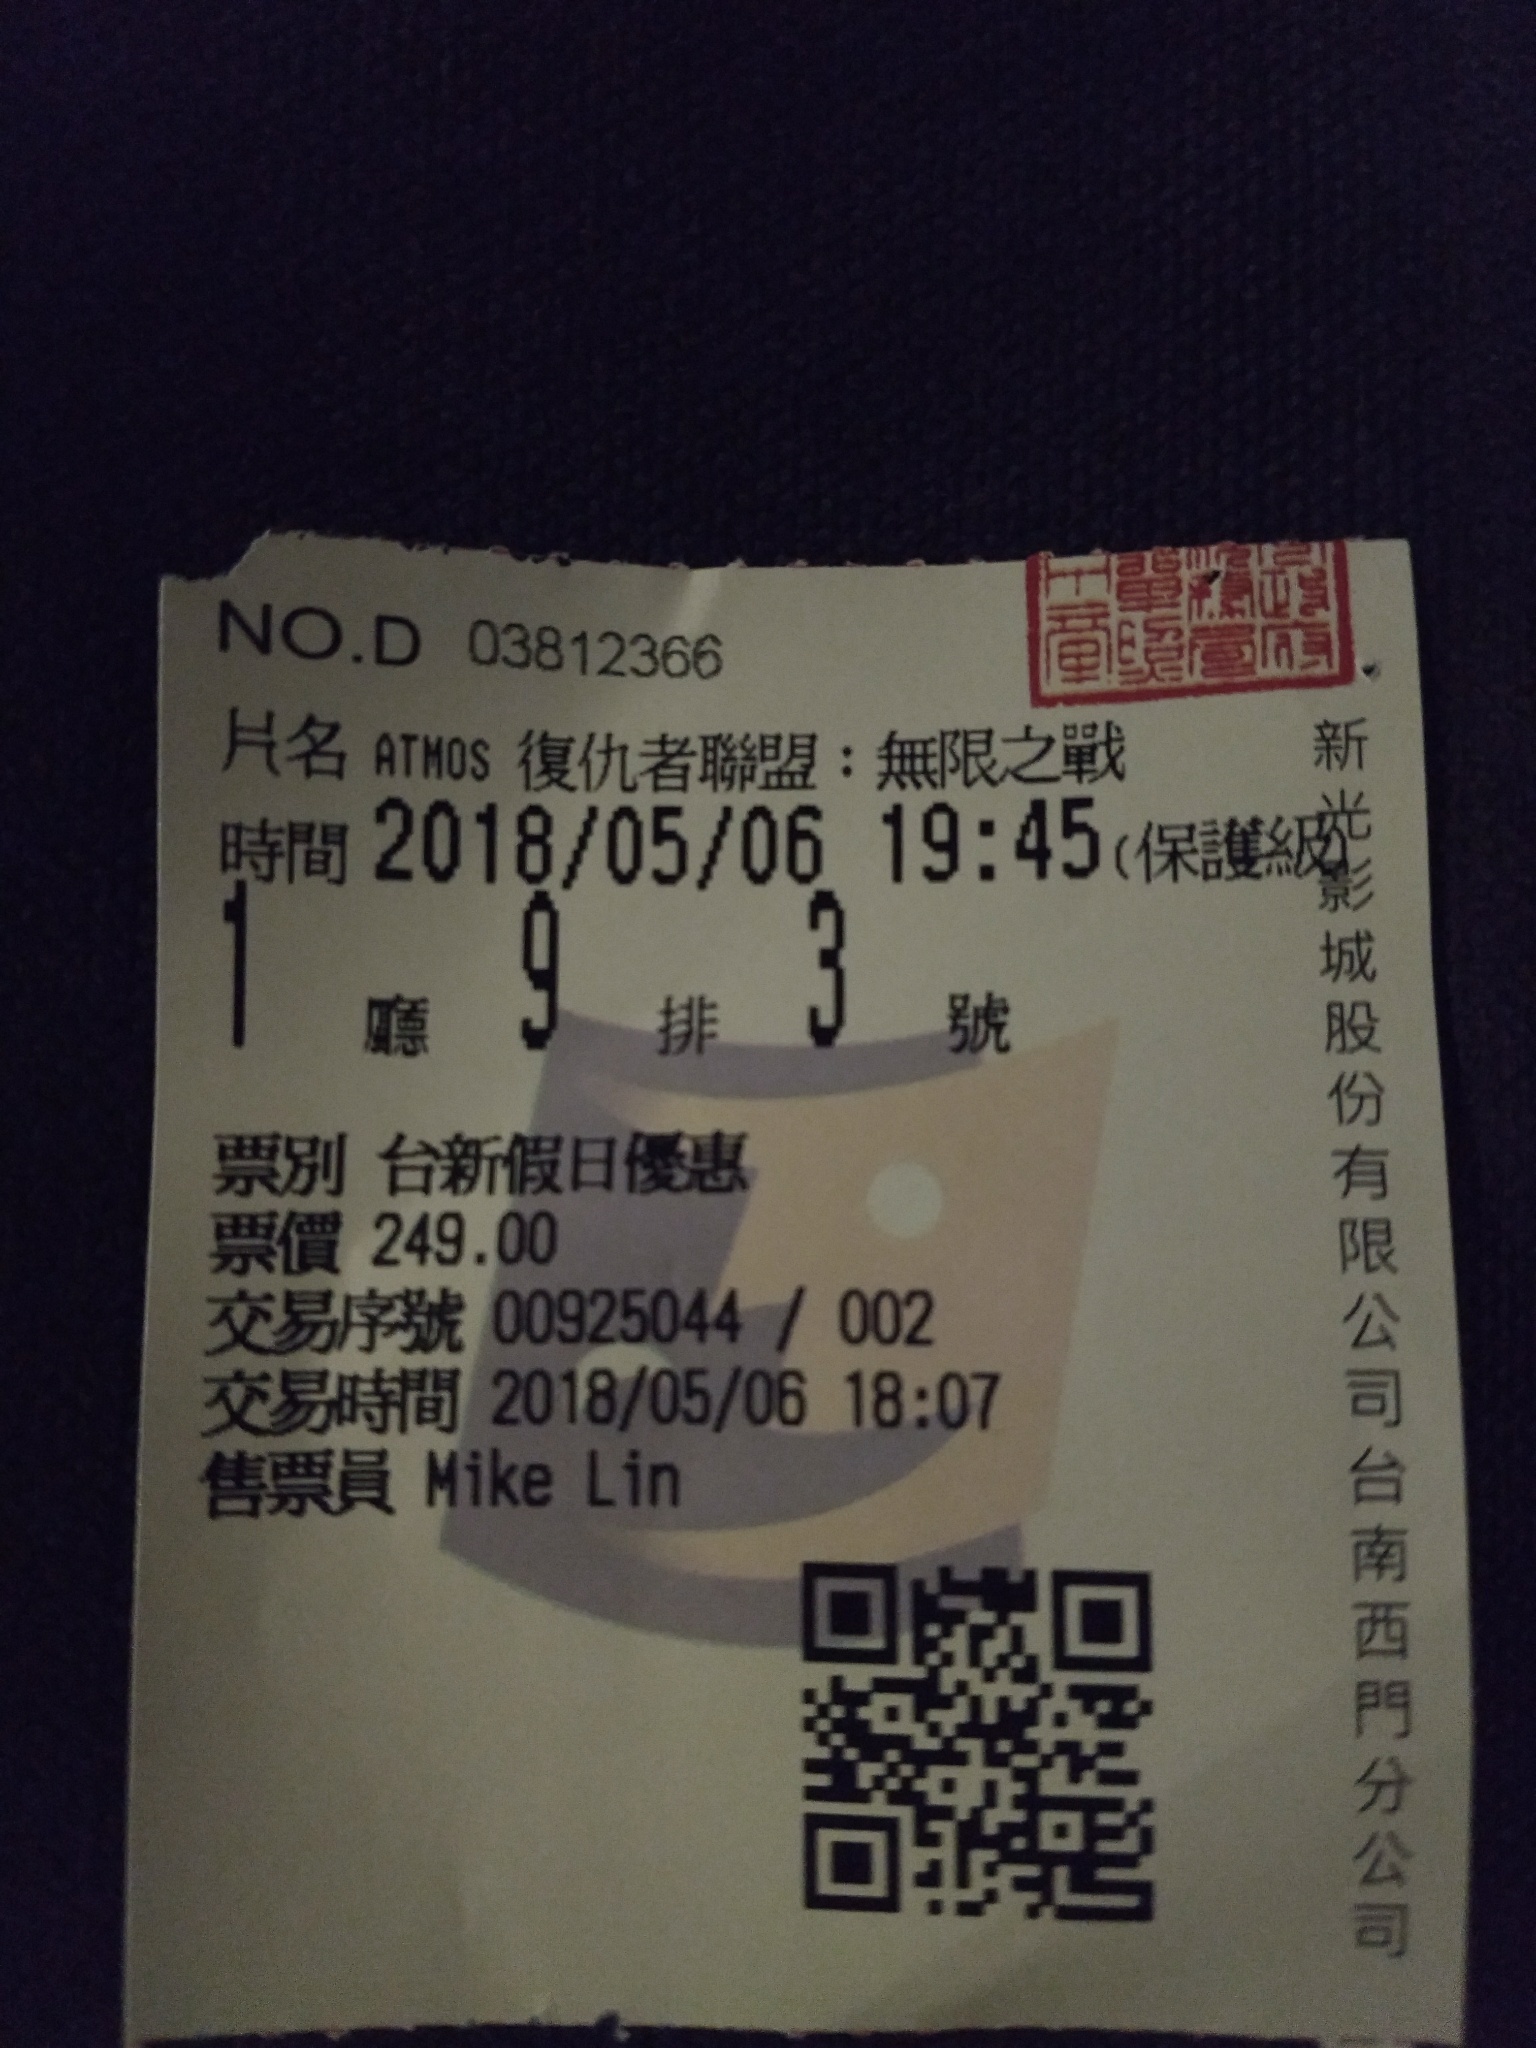 NO.D 03812366
片名 ATMOS 復仇者聯盟：無限之戰
時間 2018/05/06 19:45(保護級)
1 廳 9 排 3 號
票別 台新假日優惠
票價 249.00
交易序號 00925044 / 002
交易時間 2018/05/06 18:07
售票員 Mike Lin
新光影城股份有限公司台南西門分公司